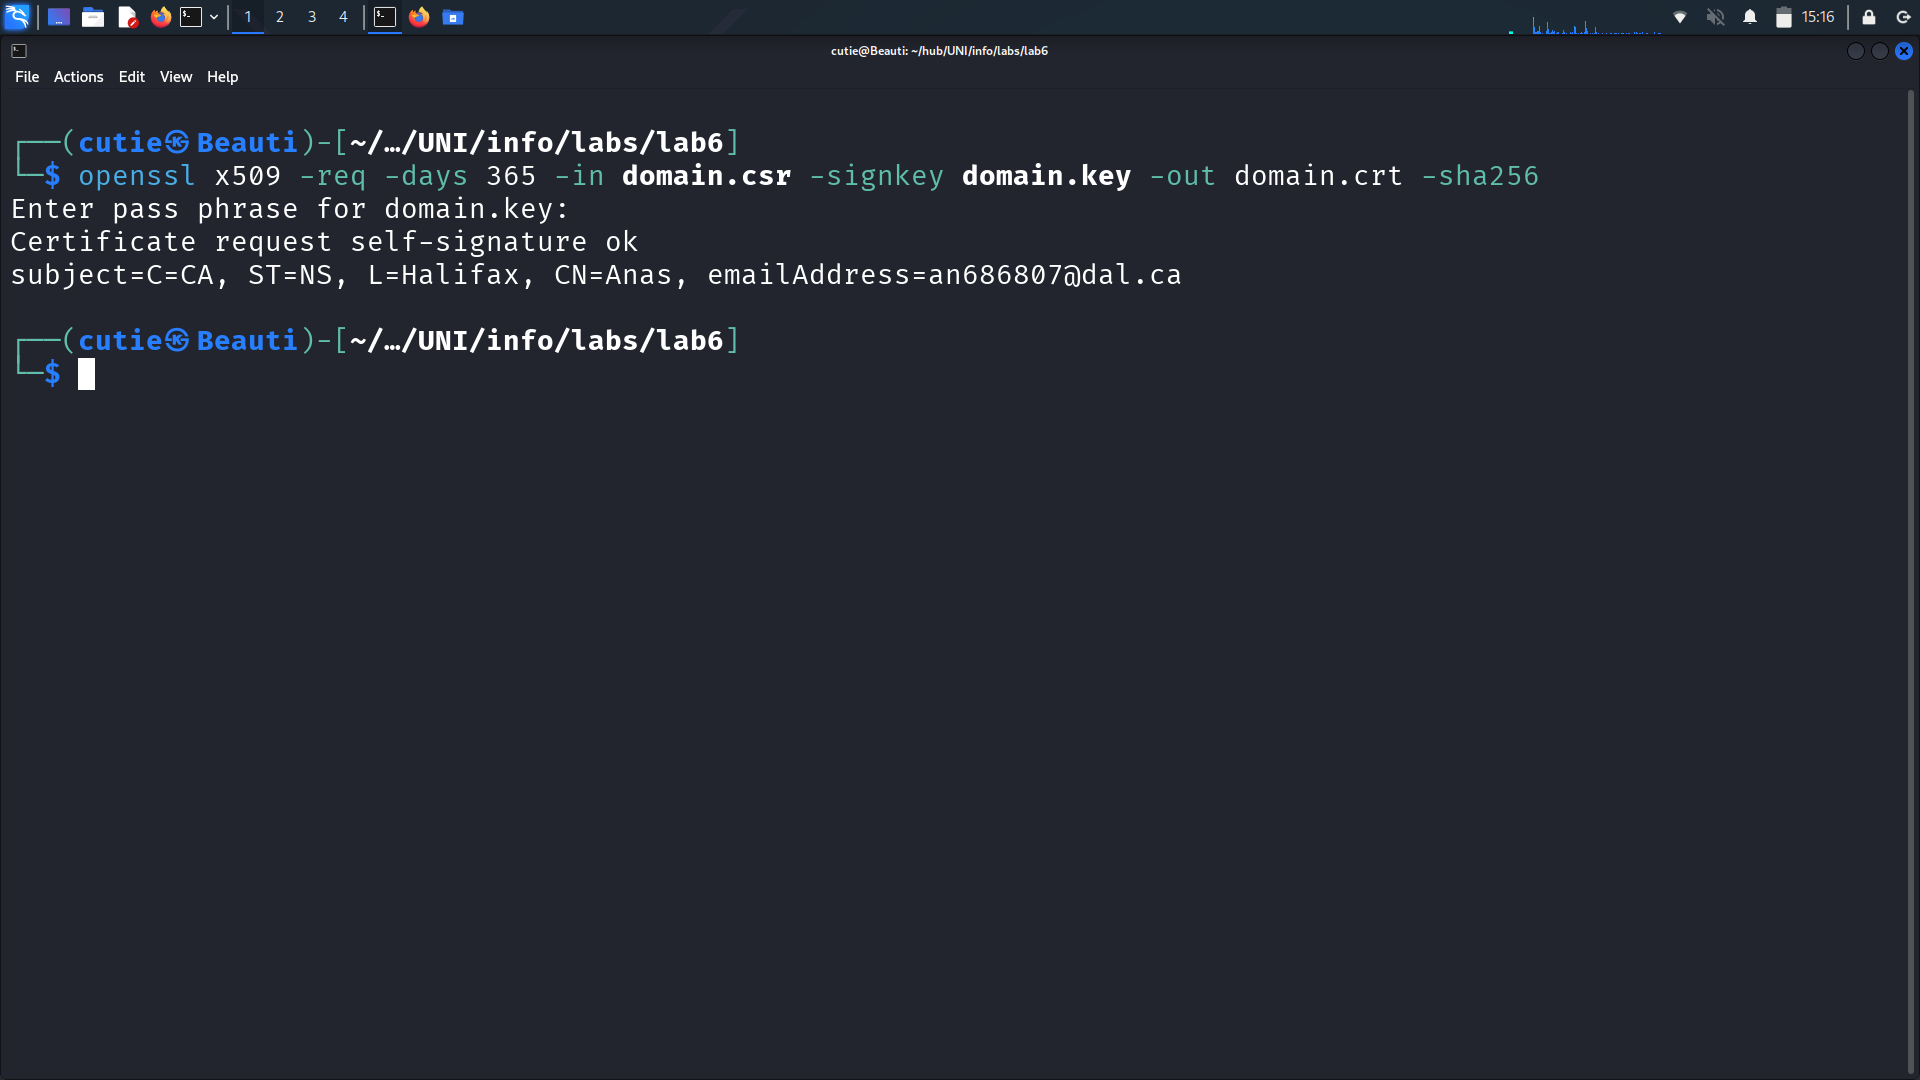 1 2 3 4 15:16
cutie@Beauti: ~/hub/UNI/info/labs/lab6
File Actions Edit View Help
┌──(cutie㉿Beauti)-[~/…/UNI/info/labs/lab6]
└─$ openssl x509 -req -days 365 -in domain.csr -signkey domain.key -out domain.crt -sha256
Enter pass phrase for domain.key:
Certificate request self-signature ok
subject=C=CA, ST=NS, L=Halifax, CN=Anas, emailAddress=an686807@dal.ca
┌──(cutie㉿Beauti)-[~/…/UNI/info/labs/lab6]
└─$